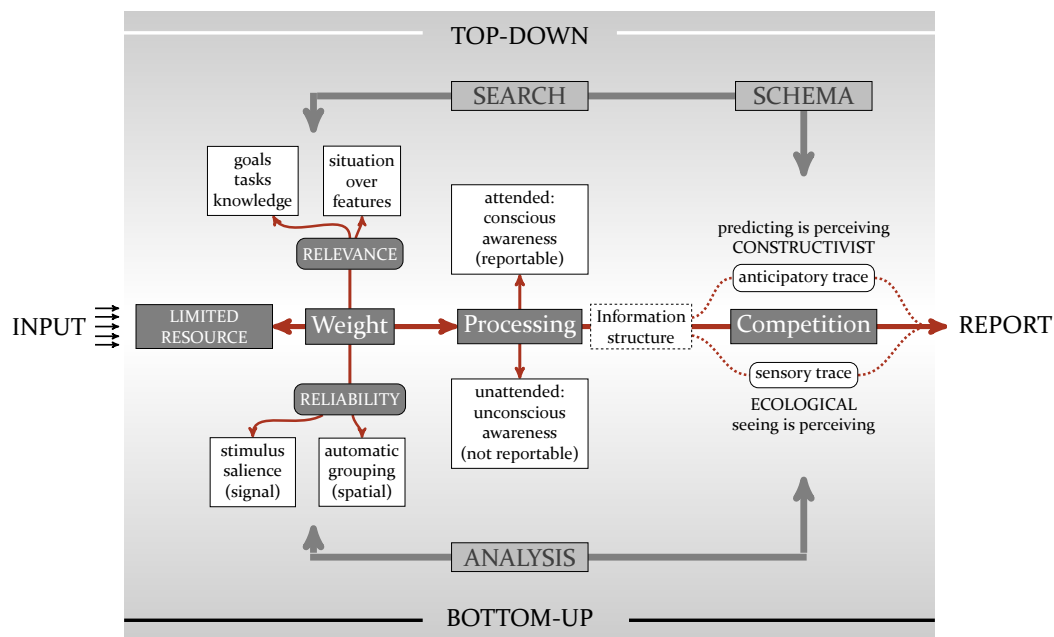 TOP-DOWN
SEARCH
SCHEMA
goals
tasks
knowledge
situation
over
features
attended:
conscious
awareness
(reportable)
predicting is perceiving
CONSTRUCTIVIST
RELEVANCE
anticipatory trace
INPUT
LIMITED
RESOURCE
Weight
Processing
Information
structure
Competition
REPORT
sensory trace
RELIABILITY
unattended:
unconscious
awareness
(not reportable)
ECOLOGICAL
seeing is perceiving
stimulus
salience
(signal)
automatic
grouping
(spatial)
ANALYSIS
BOTTOM-UP